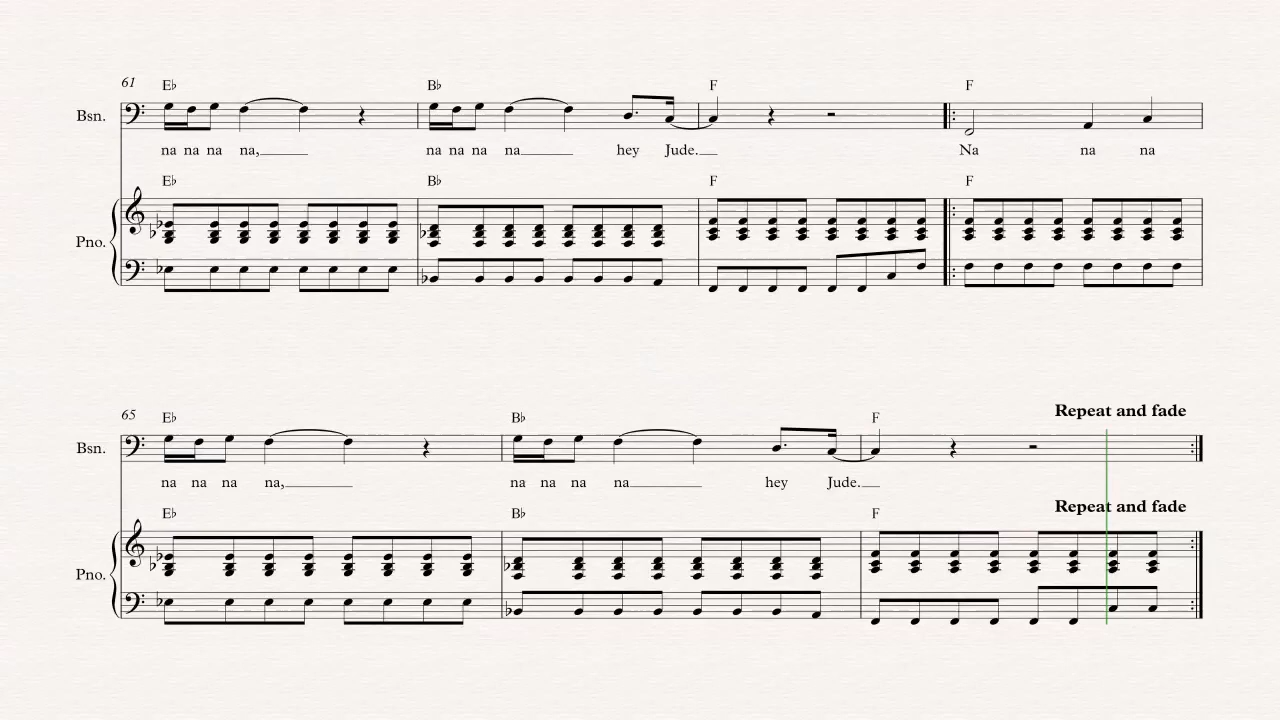 61 E♭ B♭ F F
Bsn.
na na na na, na na na na hey Jude. Na na na
E♭ B♭ F F
Pno.
65 E♭ B♭ F Repeat and fade
Bsn.
na na na na, na na na na hey Jude.
E♭ B♭ F Repeat and fade
Pno.